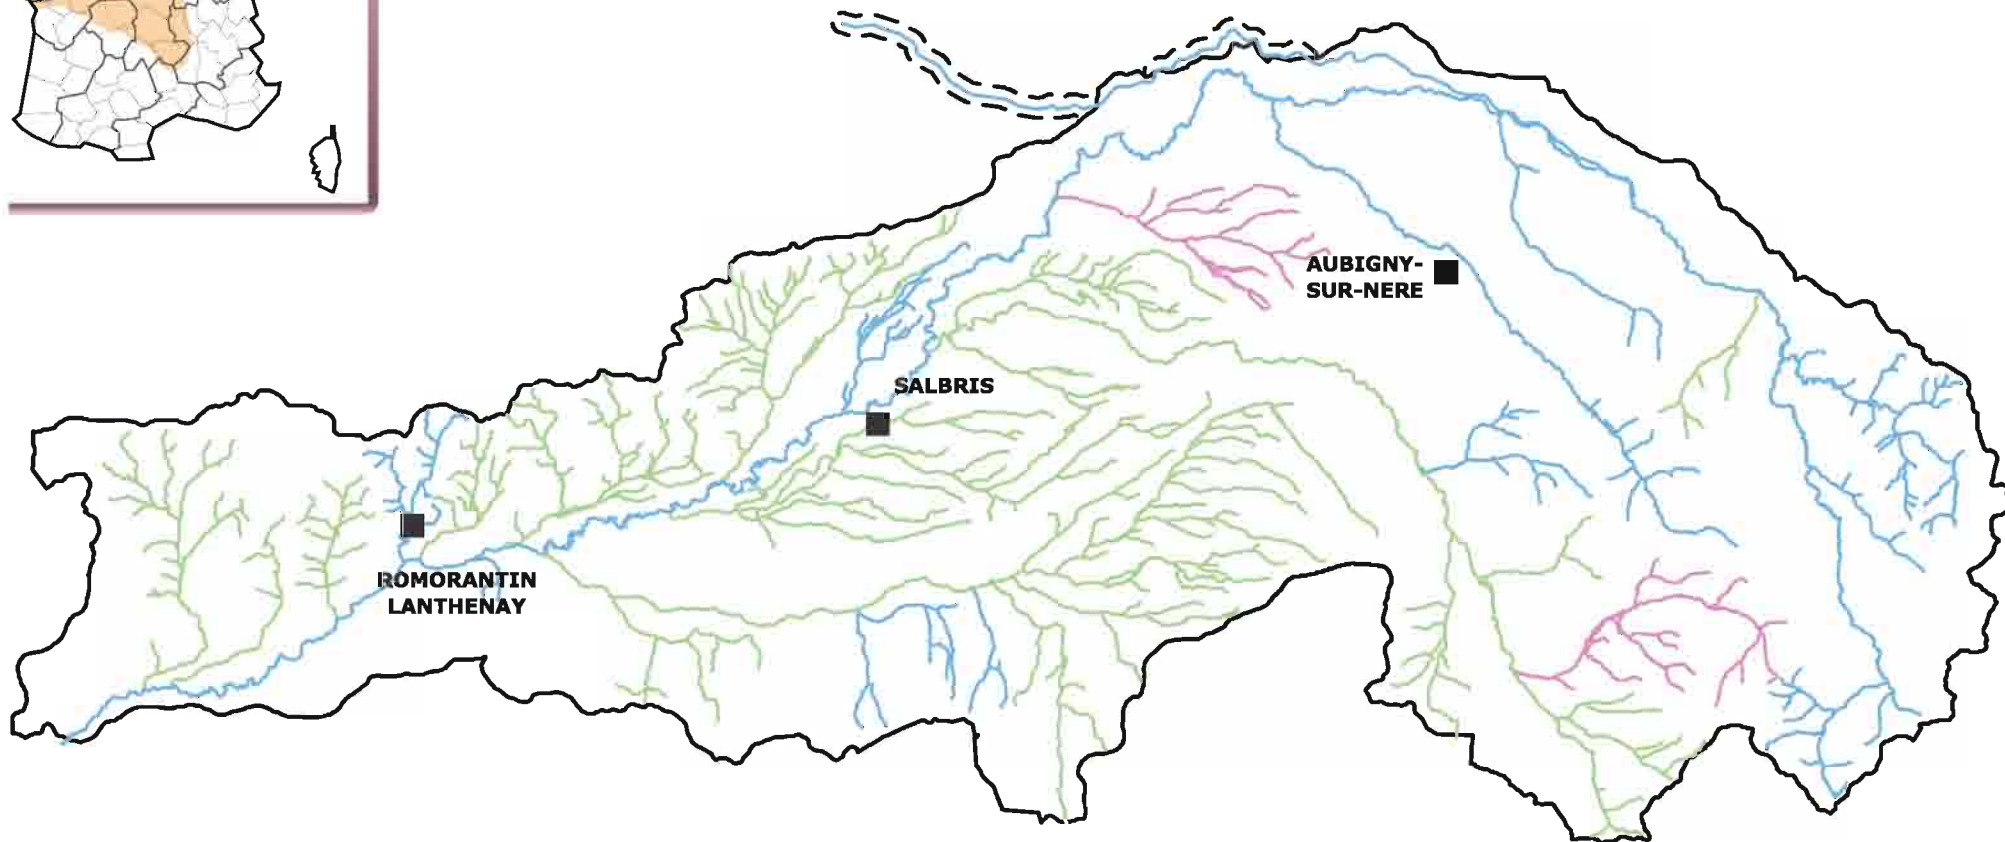 AUBIGNY-
SUR-NERE
SALBRIS
ROMORANTIN
LANTHENAY